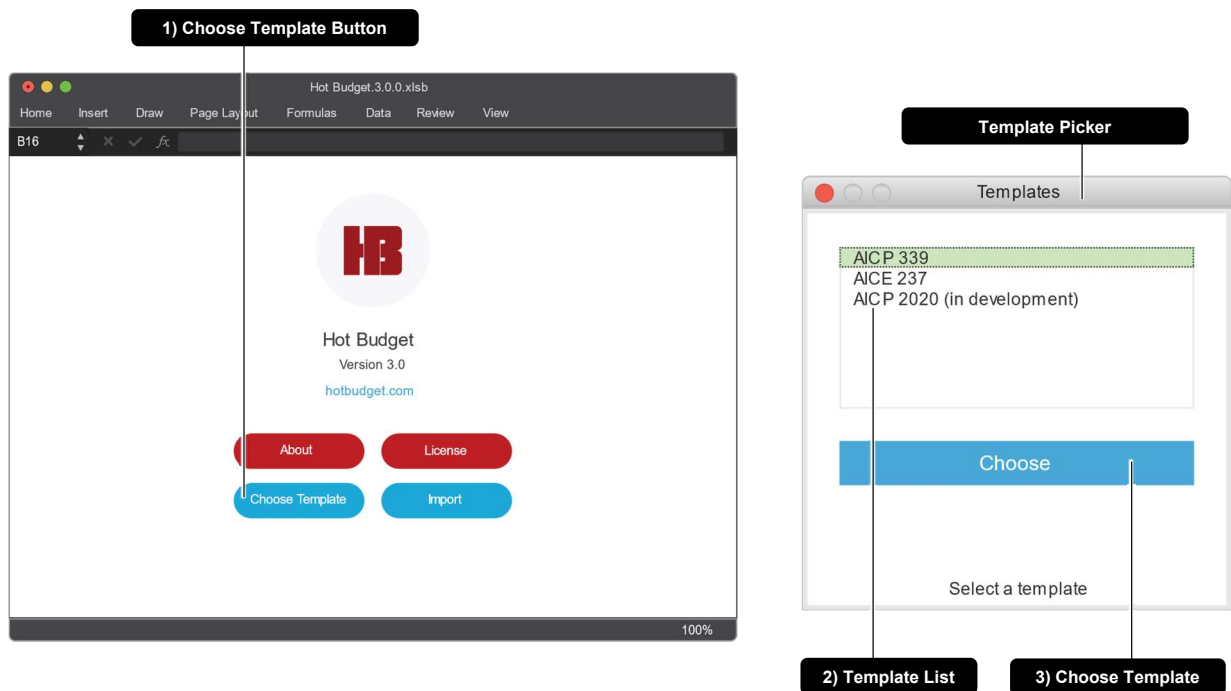 1) Choose Template Button
Hot Budget.3.0.0.xlsb
Home Insert Draw Page Layout Formulas Data Review View
B16 fx
HB
Hot Budget
Version 3.0
hotbudget.com
About License
Choose Template Import
100%
Template Picker
Templates
AICP 339
AICE 237
AICP 2020 (in development)
Choose
Select a template
2) Template List 3) Choose Template